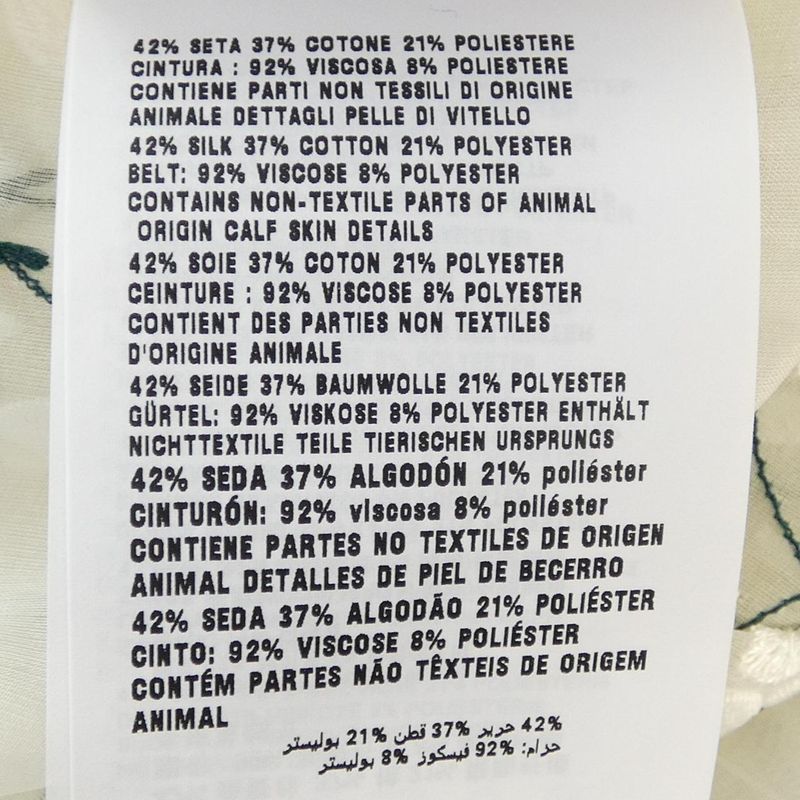 42% SETA 37% COTONE 21% POLIESTERE
CINTURA : 92% VISCOSA 8% POLIESTERE
CONTIENE PARTI NON TESSILI DI ORIGINE
ANIMALE DETTAGLI PELLE DI VITELLO
42% SILK 37% COTTON 21% POLYESTER
BELT: 92% VISCOSE 8% POLYESTER
CONTAINS NON-TEXTILE PARTS OF ANIMAL
ORIGIN CALF SKIN DETAILS
42% SOIE 37% COTON 21% POLYESTER
CEINTURE : 92% VISCOSE 8% POLYESTER
CONTIENT DES PARTIES NON TEXTILES
D'ORIGINE ANIMALE
42% SEIDE 37% BAUMWOLLE 21% POLYESTER
GÜRTEL: 92% VISKOSE 8% POLYESTER ENTHÄLT
NICHTTEXTILE TEILE TIERISCHEN URSPRUNGS
42% SEDA 37% ALGODÓN 21% poliéster
CINTURÓN: 92% viscosa 8% poliéster
CONTIENE PARTES NO TEXTILES DE ORIGEN
ANIMAL DETALLES DE PIEL DE BECERRO
42% SEDA 37% ALGODÃO 21% POLIÉSTER
CINTO: 92% VISCOSE 8% POLIÉSTER
CONTÉM PARTES NÃO TÊXTEIS DE ORIGEM
ANIMAL
42% حرير 37% قطن 21% بوليستر
حزام: 92% فيسكوز 8% بوليستر